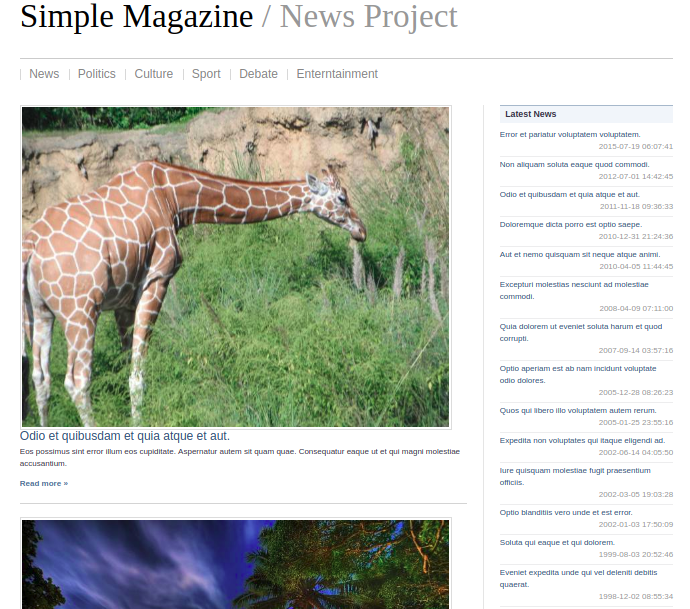 Simple Magazine / News Project
News
Politics
Culture
Sport
Debate
Enterntainment
Odio et quibusdam et quia atque et aut.
Eos possimus sint error illum eos cupiditate. Aspernatur autem sit quam quae. Consequatur eaque ut et qui magni molestiae
accusantium.
Read more »
Latest News
Error et pariatur voluptatem voluptatem.
2015-07-19 06:07:41
Non aliquam soluta eaque quod commodi.
2012-07-01 14:42:45
Odio et quibusdam et quia atque et aut.
2011-11-18 09:36:33
Doloremque dicta porro est optio saepe.
2010-12-31 21:24:36
Aut et nemo quisquam sit neque atque animi.
2010-04-05 11:44:45
Excepturi molestias nesciunt ad molestiae
commodi.
2008-04-09 07:11:00
Quia dolorem ut eveniet soluta harum et quod
corrupti.
2007-09-14 03:57:16
Optio aperiam est ab nam incidunt voluptate
odio dolores.
2005-12-28 08:26:23
Quos qui libero illo voluptatem autem rerum.
2005-01-25 23:55:16
Expedita non voluptates qui itaque eligendi ad.
2002-06-14 04:05:50
Iure quisquam molestiae fugit praesentium
officiis.
2002-03-05 19:03:28
Optio blanditiis vero unde et est error.
2002-01-03 17:50:09
Soluta qui eaque et qui dolorem.
1999-08-03 20:52:46
Eveniet expedita unde qui vel deleniti debitis
quaerat.
1998-12-02 08:55:34